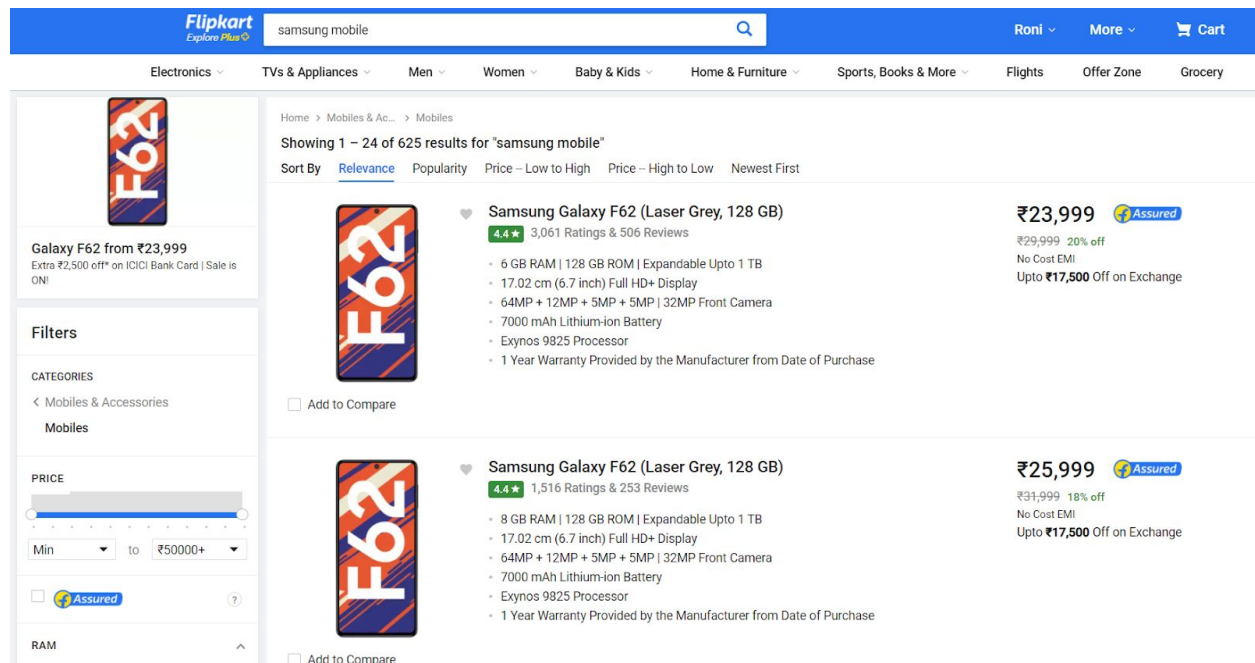 Flipkart
Explore Plus
samsung mobile
Roni
More
Cart
Electronics
TVs & Appliances
Men
Women
Baby & Kids
Home & Furniture
Sports, Books & More
Flights
Offer Zone
Grocery
F62
Galaxy F62 from ₹23,999
Extra ₹2,500 off* on ICICI Bank Card | Sale is
ON!
Filters
CATEGORIES
Mobiles & Accessories
Mobiles
PRICE
Min
to
₹50000+
f Assured
?
RAM
Home > Mobiles & Ac... > Mobiles
Showing 1 – 24 of 625 results for "samsung mobile"
Sort By Relevance Popularity Price -- Low to High Price -- High to Low Newest First
F62
Samsung Galaxy F62 (Laser Grey, 128 GB)
4.4★ 3,061 Ratings & 506 Reviews
6 GB RAM | 128 GB ROM | Expandable Upto 1 TB
17.02 cm (6.7 inch) Full HD+ Display
64MP + 12MP + 5MP + 5MP | 32MP Front Camera
7000 mAh Lithium-ion Battery
Exynos 9825 Processor
1 Year Warranty Provided by the Manufacturer from Date of Purchase
₹23,999 f Assured
₹29,999 20% off
No Cost EMI
Upto ₹17,500 Off on Exchange
Add to Compare
F62
Samsung Galaxy F62 (Laser Grey, 128 GB)
4.4★ 1,516 Ratings & 253 Reviews
8 GB RAM | 128 GB ROM | Expandable Upto 1 TB
17.02 cm (6.7 inch) Full HD+ Display
64MP + 12MP + 5MP + 5MP | 32MP Front Camera
7000 mAh Lithium-ion Battery
Exynos 9825 Processor
1 Year Warranty Provided by the Manufacturer from Date of Purchase
₹25,999 f Assured
₹31,999 18% off
No Cost EMI
Upto ₹17,500 Off on Exchange
Add to Compare